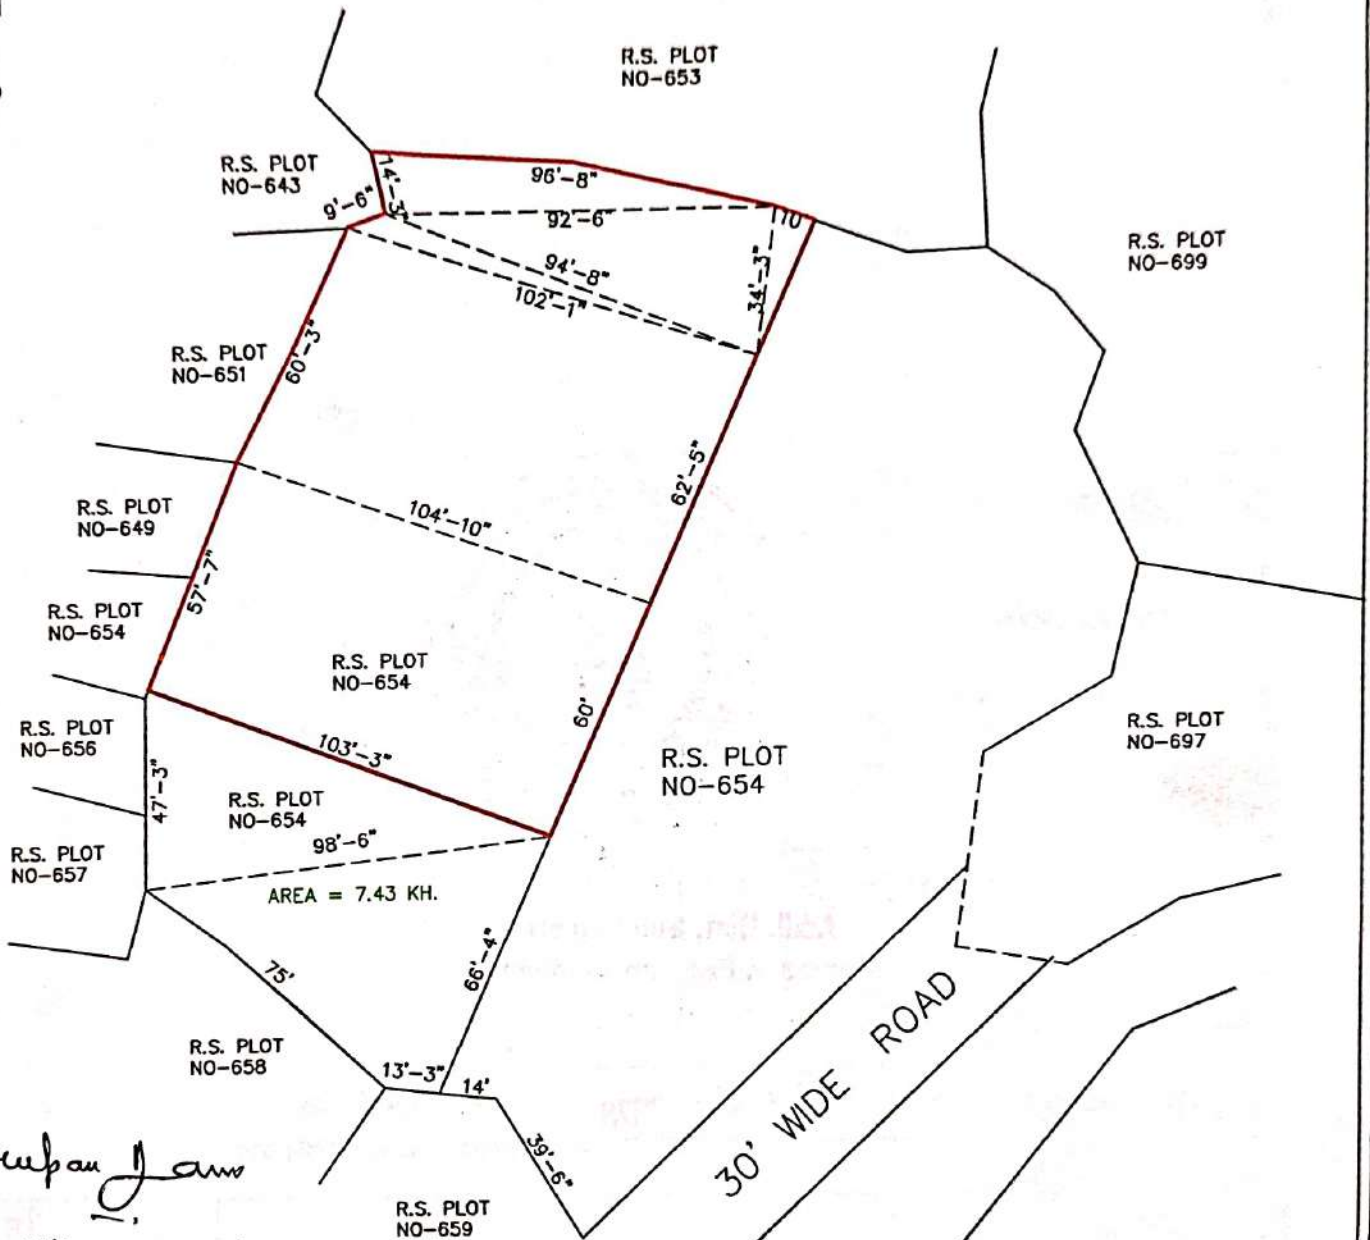 R.S. PLOT
NO-653
R.S. PLOT
NO-643
14'-3"
96'-8"
9'-6"
92'-6"
10
R.S. PLOT
NO-699
94'-8"
34'-3"
102'-1"
60'-3"
R.S. PLOT
NO-651
62'-5"
R.S. PLOT
NO-649
104'-10"
57'-7"
R.S. PLOT
NO-654
R.S. PLOT
NO-654
60'
R.S. PLOT
NO-656
103'-3"
R.S. PLOT
NO-654
R.S. PLOT
NO-697
47'-3"
R.S. PLOT
NO-654
98'-6"
R.S. PLOT
NO-657
AREA = 7.43 KH.
66'-4"
75'
30' WIDE ROAD
R.S. PLOT
NO-658
13'-3"
14'
39'-6"
R.S. PLOT
NO-659